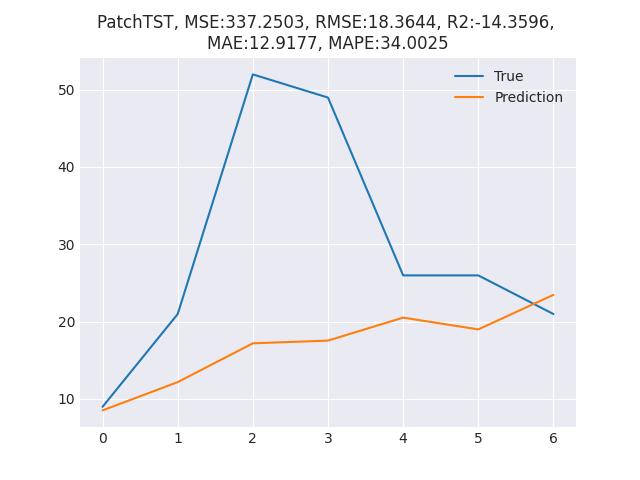 PatchTST, MSE:337.2503, RMSE:18.3644, R2:-14.3596,
MAE:12.9177, MAPE:34.0025
True
Prediction
50
40
30
20
10
0 1 2 3 4 5 6